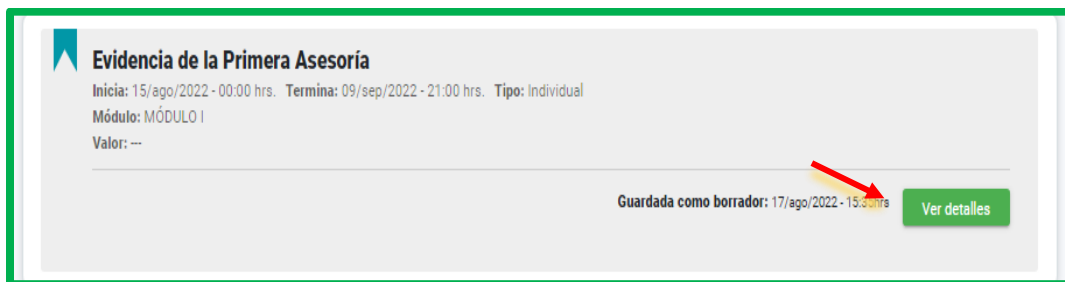 Evidencia de la Primera Asesoría
Inicia: 15/ago/2022 - 00:00 hrs. Termina: 09/sep/2022 - 21:00 hrs. Tipo: Individual
Módulo: MÓDULO I
Valor: ---
Guardada como borrador: 17/ago/2022 -
Ver detalles